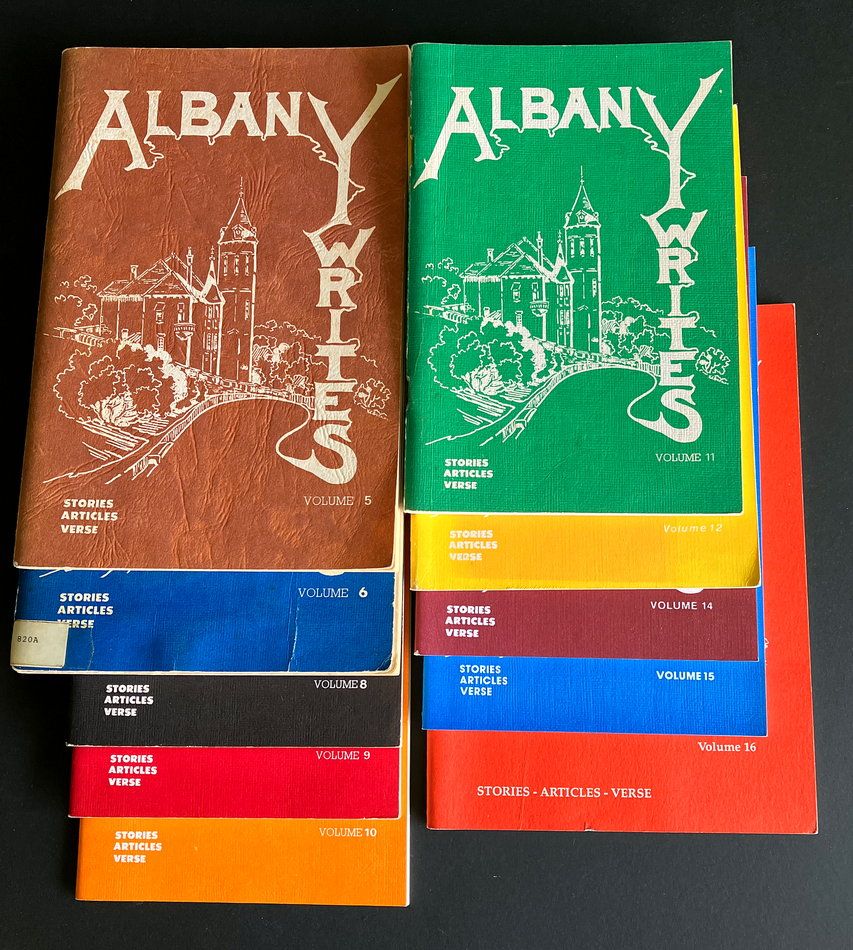 ALBANY
WRITES
STORIES
ARTICLES
VERSE
VOLUME 5
STORIES
ARTICLES
VERSE
VOLUME 6
820A
STORIES
ARTICLES
VERSE
VOLUME 8
STORIES
ARTICLES
VERSE
VOLUME 9
STORIES
ARTICLES
VERSE
VOLUME 10
ALBANY
WRITES
STORIES
ARTICLES
VERSE
VOLUME 11
STORIES
ARTICLES
VERSE
Volume 12
STORIES
ARTICLES
VERSE
VOLUME 14
STORIES
ARTICLES
VERSE
VOLUME 15
Volume 16
STORIES - ARTICLES - VERSE